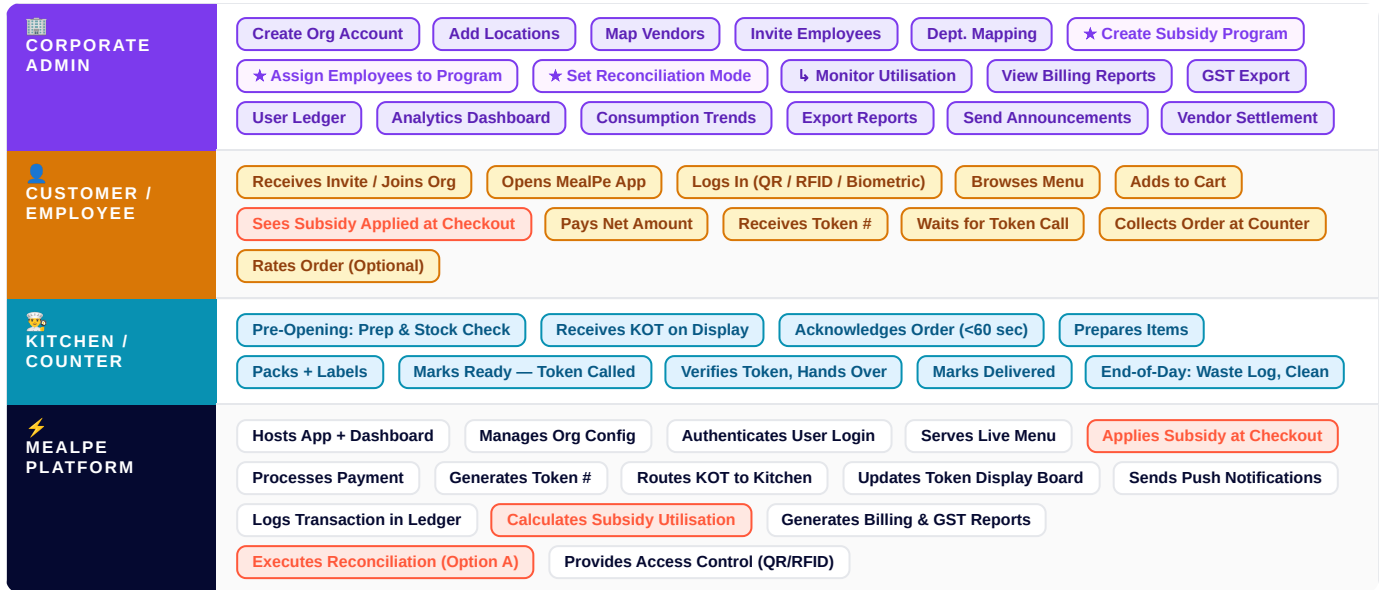 CORPORATE
ADMIN
Create Org Account Add Locations Map Vendors Invite Employees Dept. Mapping ★ Create Subsidy Program
★ Assign Employees to Program ★ Set Reconciliation Mode ↳ Monitor Utilisation View Billing Reports GST Export
User Ledger Analytics Dashboard Consumption Trends Export Reports Send Announcements Vendor Settlement
CUSTOMER /
EMPLOYEE
Receives Invite / Joins Org Opens MealPe App Logs In (QR / RFID / Biometric) Browses Menu Adds to Cart
Sees Subsidy Applied at Checkout Pays Net Amount Receives Token # Waits for Token Call Collects Order at Counter
Rates Order (Optional)
KITCHEN /
COUNTER
Pre-Opening: Prep & Stock Check Receives KOT on Display Acknowledges Order (<60 sec) Prepares Items
Packs + Labels Marks Ready — Token Called Verifies Token, Hands Over Marks Delivered End-of-Day: Waste Log, Clean
MEALPE
PLATFORM
Hosts App + Dashboard Manages Org Config Authenticates User Login Serves Live Menu Applies Subsidy at Checkout
Processes Payment Generates Token # Routes KOT to Kitchen Updates Token Display Board Sends Push Notifications
Logs Transaction in Ledger Calculates Subsidy Utilisation Generates Billing & GST Reports
Executes Reconciliation (Option A) Provides Access Control (QR/RFID)